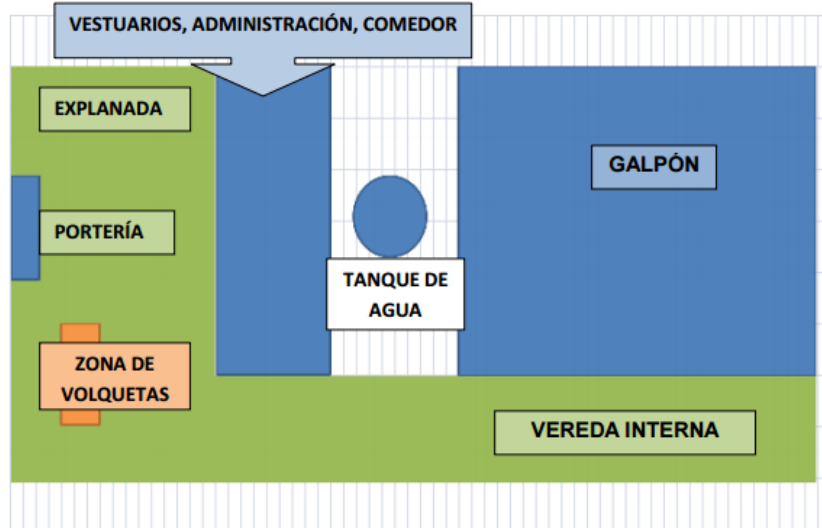 VESTUARIOS, ADMINISTRACIÓN, COMEDOR
EXPLANADA
GALPÓN
PORTERÍA
TANQUE DE
AGUA
ZONA DE
VOLQUETAS
VEREDA INTERNA